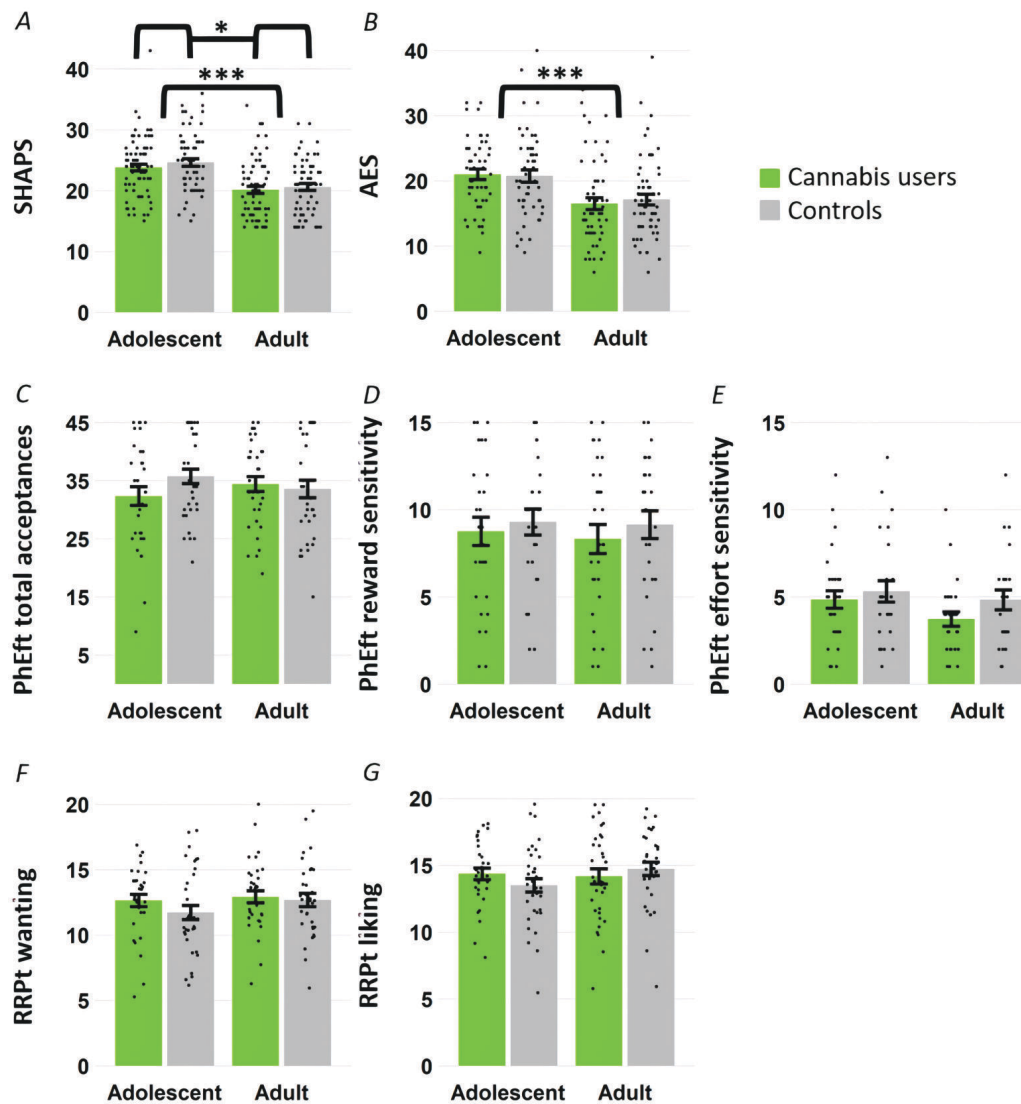 A
*
***
SHAPS
40
30
20
10
0
Adolescent Adult
B
***
AES
40
30
20
10
0
Adolescent Adult
Cannabis users
Controls
C
PhEft total acceptances
45
35
25
15
5
Adolescent Adult
D
PhEft reward sensitivity
15
10
5
0
Adolescent Adult
E
PhEft effort sensitivity
15
10
5
0
Adolescent Adult
F
RRPt wanting
20
15
10
5
0
Adolescent Adult
G
RRPt liking
20
15
10
5
0
Adolescent Adult